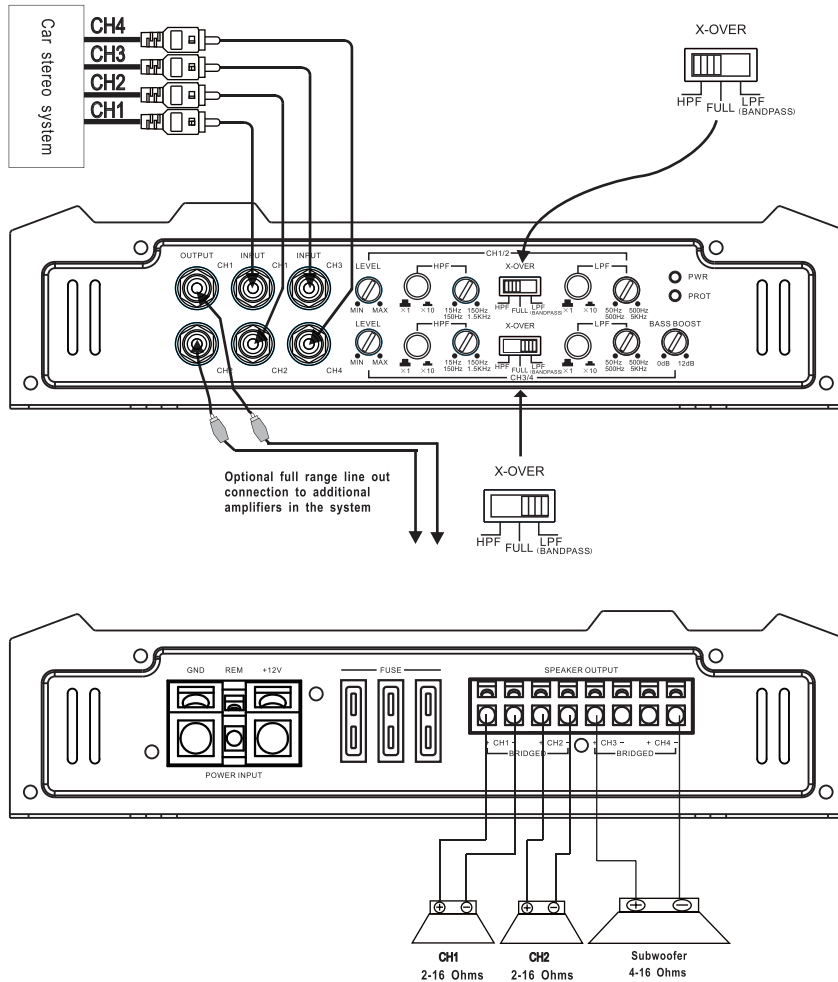 Car stereo system
CH4
CH3
CH2
CH1
X-OVER
HPF
FULL
LPF
(BANDPASS)
OUTPUT
INPUT
INPUT
CH1
CH1
CH3
CH2
CH2
CH4
CH1/2
LEVEL
MIN MAX
HPF
×1 ×10
15Hz 150Hz
150Hz 1.5KHz
X-OVER
HPF
FULL
LPF
(BANDPASS)
LPF
×1 ×10
50Hz 500Hz
500Hz 5KHz
PWR
PROT
LEVEL
MIN MAX
HPF
×1 ×10
15Hz 150Hz
150Hz 1.5KHz
X-OVER
HPF
FULL
LPF
(BANDPASS)
LPF
×1 ×10
50Hz 500Hz
500Hz 5KHz
BASS BOOST
0dB 12dB
CH3/4
Optional full range line out
connection to additional
amplifiers in the system
X-OVER
HPF
FULL
LPF
(BANDPASS)
GND REM +12V
POWER INPUT
FUSE
SPEAKER OUTPUT
+ CH1 - + CH2 - + CH3 - + CH4 -
BRIDGED BRIDGED
CH1
2-16 Ohms
CH2
2-16 Ohms
Subwoofer
4-16 Ohms